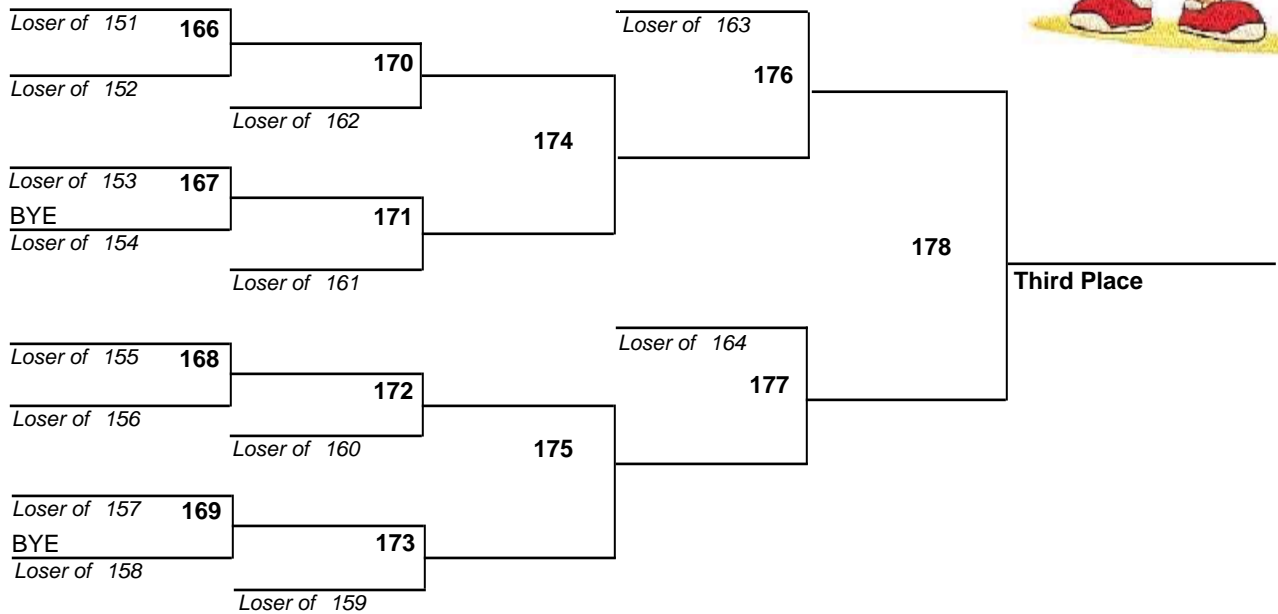 Loser of 151
166
Loser of 152
170
Loser of 162
Loser of 153
167
BYE
Loser of 154
171
Loser of 161
174
Loser of 163
176
Loser of 155
168
Loser of 156
172
Loser of 160
Loser of 157
169
BYE
Loser of 158
173
Loser of 159
175
Loser of 164
177
178
Third Place